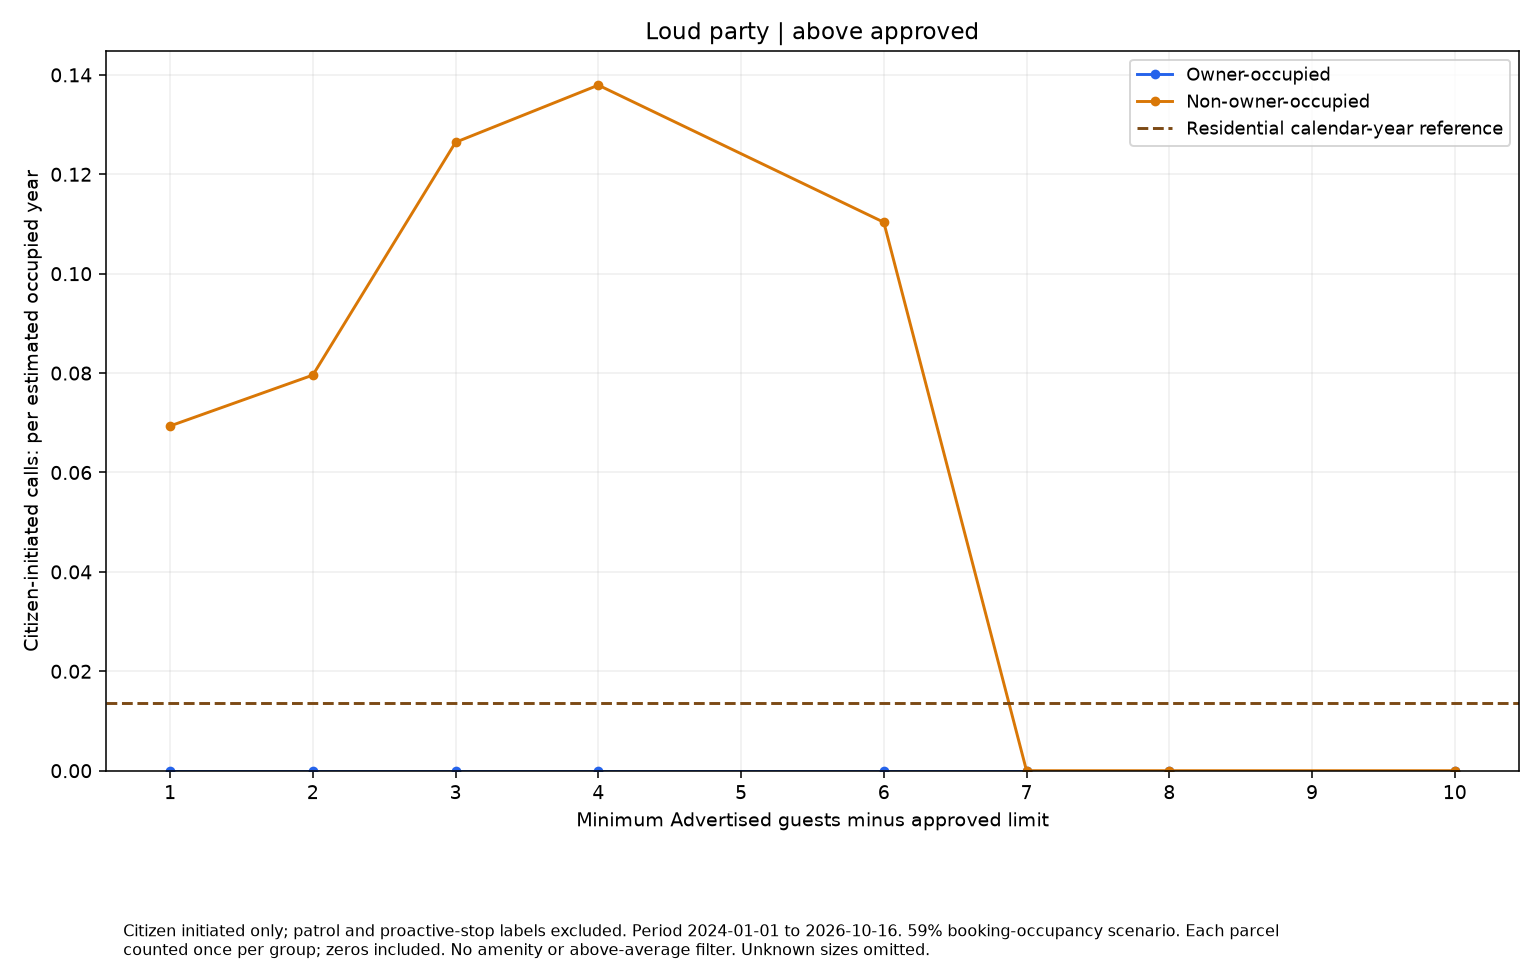 Loud party | above approved
Owner-occupied
Non-owner-occupied
Residential calendar-year reference
Citizen-initiated calls: per estimated occupied year
0.14
0.12
0.10
0.08
0.06
0.04
0.02
0.00
1 2 3 4 5 6 7 8 9 10
Minimum Advertised guests minus approved limit
Citizen initiated only; patrol and proactive-stop labels excluded. Period 2024-01-01 to 2026-10-16. 59% booking-occupancy scenario. Each parcel
counted once per group; zeros included. No amenity or above-average filter. Unknown sizes omitted.